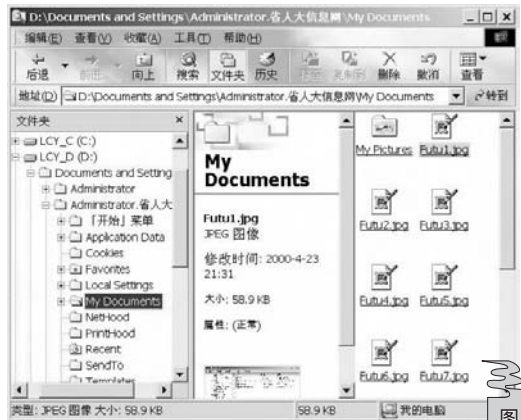 D:\Documents and Settings\Administrator.省人大信息网\My Documents
编辑(E) 查看(V) 收藏(A) 工具(T) 帮助(H)
后退 前进 向上 搜索 文件夹 历史 删除 撤消 查看
地址(D) D:\Documents and Settings\Administrator.省人大信息网\My Documents 转到
文件夹 ×
LCY_C (C:)
LCY_D (D:)
Documents and Setting
Administrator
Administrator.省人大
「开始」菜单
Application Data
Cookies
Favorites
Local Settings
My Documents
NetHood
PrintHood
Recent
SendTo
Templates
My Documents
Futu1.jpg
JPEG 图像
修改时间: 2000-4-23
21:31
大小: 58.9 KB
属性: (正常)
My Pictures Futu1.jpg
Futu2.jpg Futu3.jpg
Futu4.jpg Futu5.jpg
Futu6.jpg Futu7.jpg
类型: JPEG 图像 大小: 58.9 KB 58.9 KB 我的电脑
图